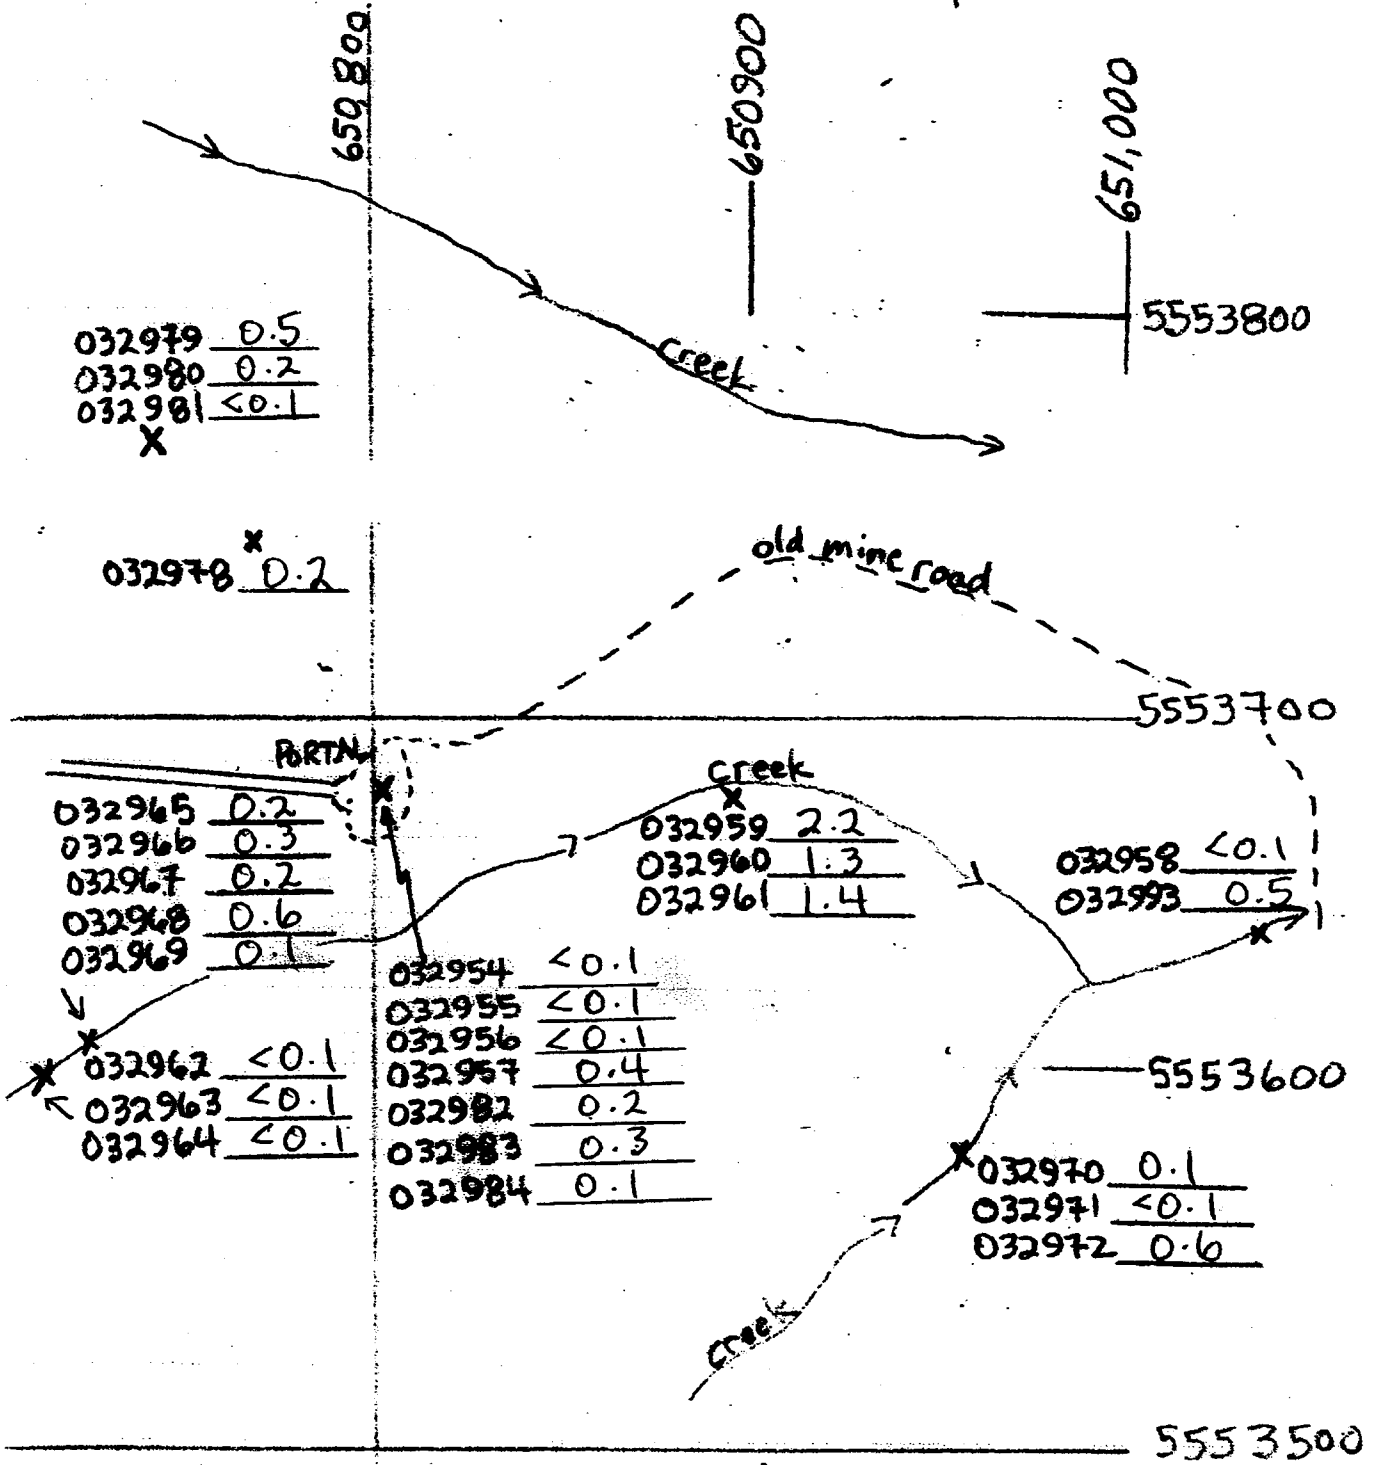 650,800
650900
651,000
5553800
032979 0.5
032980 0.2
032981 <0.1
X
creek
X
032978 0.2
old mine road
5553700
PORTAL
X
032965 0.2
032966 0.3
032967 0.2
032968 0.6
032969 0.1
creek
X
032959 2.2
032960 1.3
032961 1.4
032958 <0.1
032993 0.5
X
X
X
032962 <0.1
032963 <0.1
032964 <0.1
032954 <0.1
032955 <0.1
032956 <0.1
032957 0.4
032982 0.2
032983 0.3
032984 0.1
5553600
X
032970 0.1
032971 <0.1
032972 0.6
creek
5553500